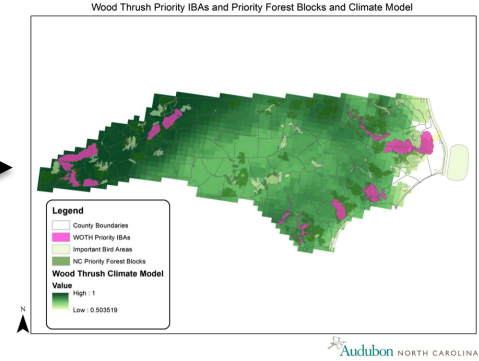 Wood Thrush Priority IBAs and Priority Forest Blocks and Climate Model
Legend
County Boundaries
WOTH Priority IBAs
Important Bird Areas
NC Priority Forest Blocks
Wood Thrush Climate Model
Value
High : 1
Low : 0.503519
N
Audubon NORTH CAROLINA